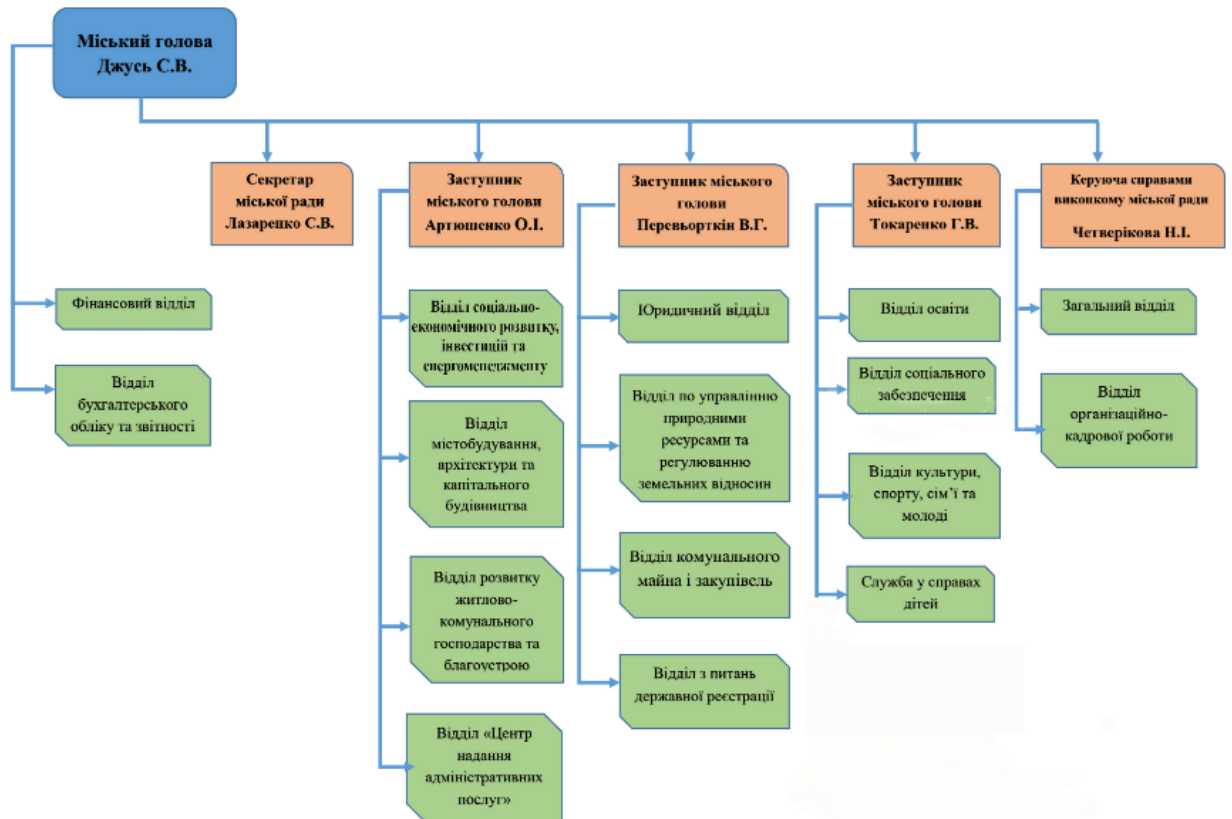 Міський голова
Джусь С.В.
Секретар
міської ради
Лазаренко С.В.
Заступник
міського голови
Артюшенко О.І.
Заступник міського
голови
Перевьорткін В.Г.
Заступник
міського голови
Токаренко Г.В.
Керуюча справами
виконкому міської ради
Четверікова Н.І.
Фінансовий відділ
Відділ
бухгалтерського
обліку та звітності
Відділ соціально-
економічного розвитку,
інвестицій та
енергоменеджменту
Відділ
містобудування,
архітектури та
капітального
будівництва
Відділ розвитку
житлово-
комунального
господарства та
благоустрою
Відділ «Центр
надання
адміністративних
послуг»
Юридичний відділ
Відділ по управлінню
природними
ресурсами та
регулюванню
земельних відносин
Відділ комунального
майна і закупівель
Відділ з питань
державної реєстрації
Відділ освіти
Відділ соціального
забезпечення
Відділ культури,
спорту, сім’ї та
молоді
Служба у справах
дітей
Загальний відділ
Відділ
організаційно-
кадрової роботи